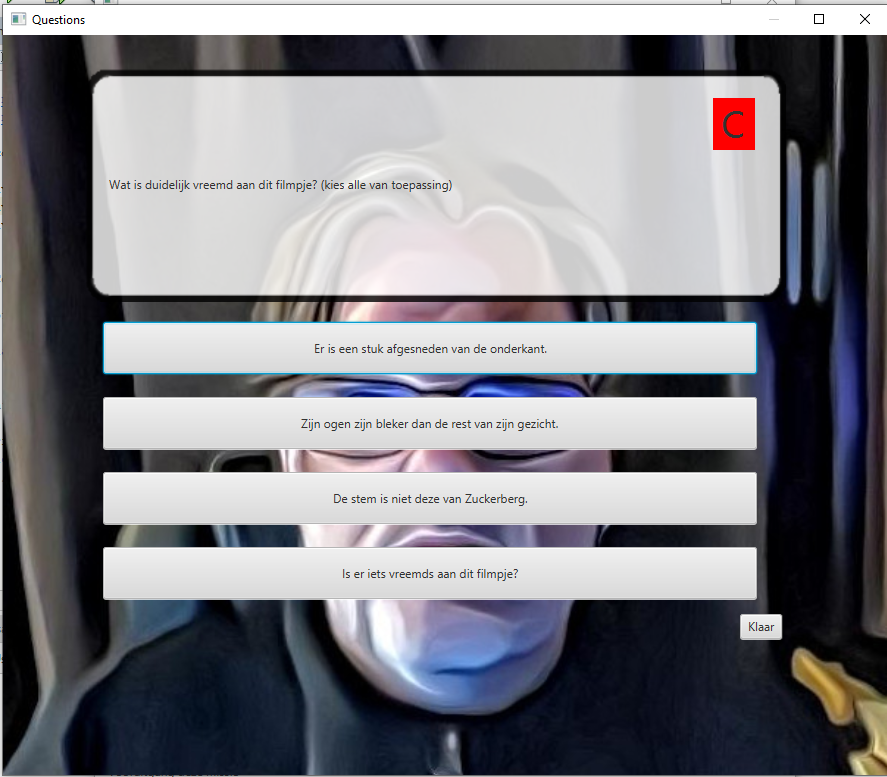 Questions
C
Wat is duidelijk vreemd aan dit filmpje? (kies alle van toepassing)
Er is een stuk afgesneden van de onderkant.
Zijn ogen zijn bleker dan de rest van zijn gezicht.
De stem is niet deze van Zuckerberg.
Is er iets vreemds aan dit filmpje?
Klaar